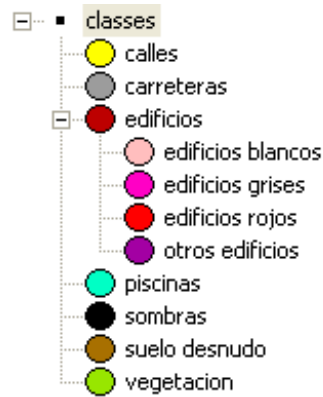 classes
calles
carreteras
edificios
edificios blancos
edificios grises
edificios rojos
otros edificios
piscinas
sombras
suelo desnudo
vegetacion